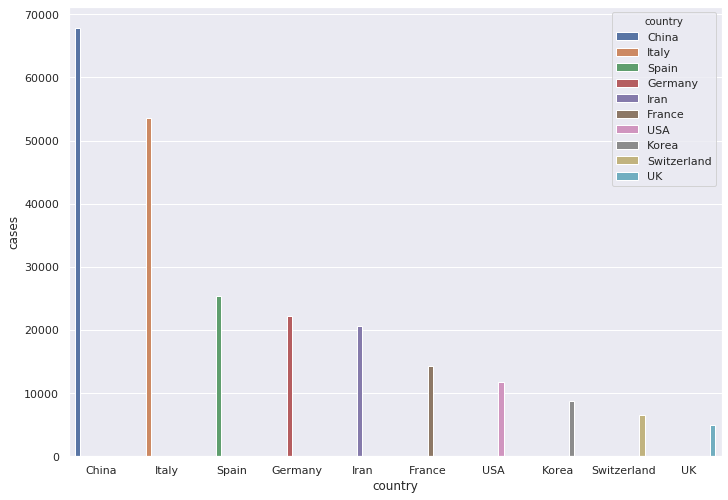 70000
60000
50000
40000
30000
20000
10000
0
cases
China Italy Spain Germany Iran France USA Korea Switzerland UK
country
country
China
Italy
Spain
Germany
Iran
France
USA
Korea
Switzerland
UK